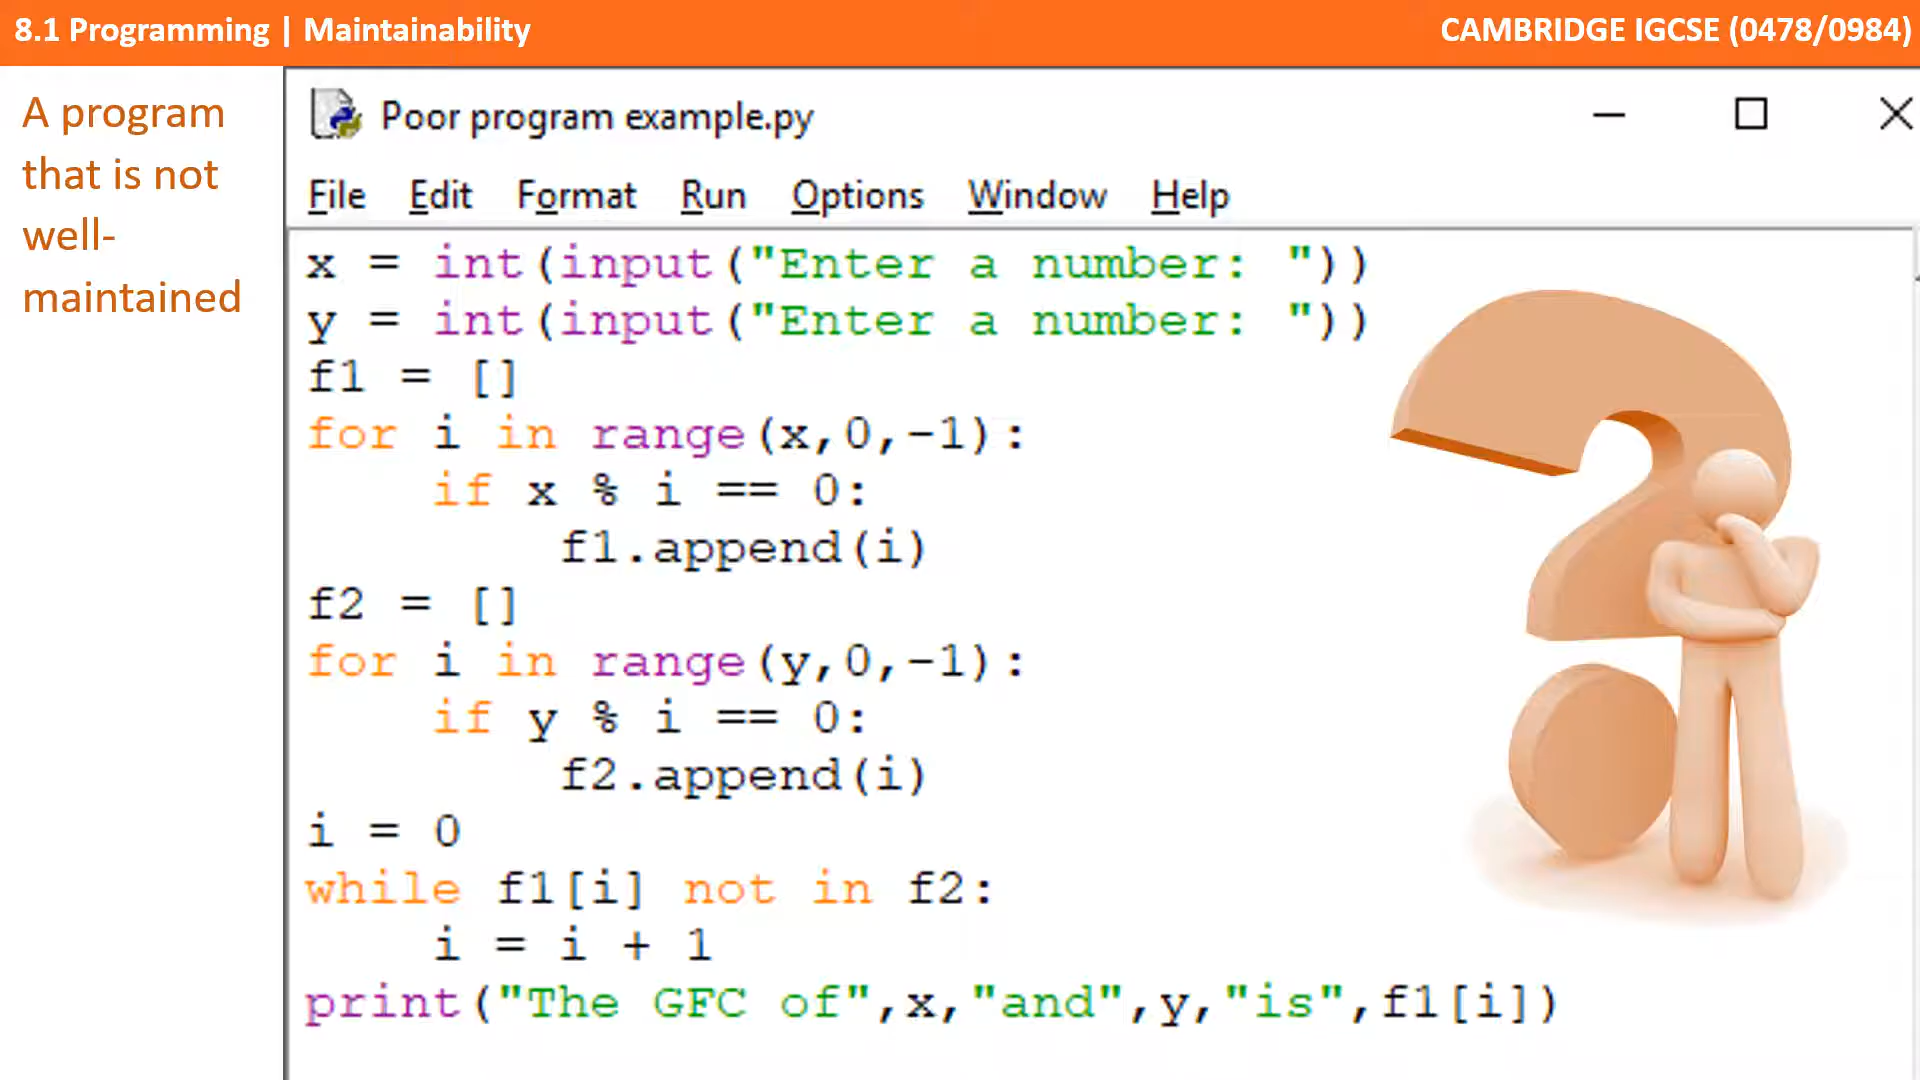 8.1 Programming | Maintainability
CAMBRIDGE IGCSE (0478/0984)
A program
that is not
well-
maintained
Poor program example.py
File Edit Format Run Options Window Help
x = int(input("Enter a number: "))
y = int(input("Enter a number: "))
f1 = []
for i in range(x,0,-1):
    if x % i == 0:
        f1.append(i)
f2 = []
for i in range(y,0,-1):
    if y % i == 0:
        f2.append(i)
i = 0
while f1[i] not in f2:
    i = i + 1
print("The GFC of",x,"and",y,"is",f1[i])